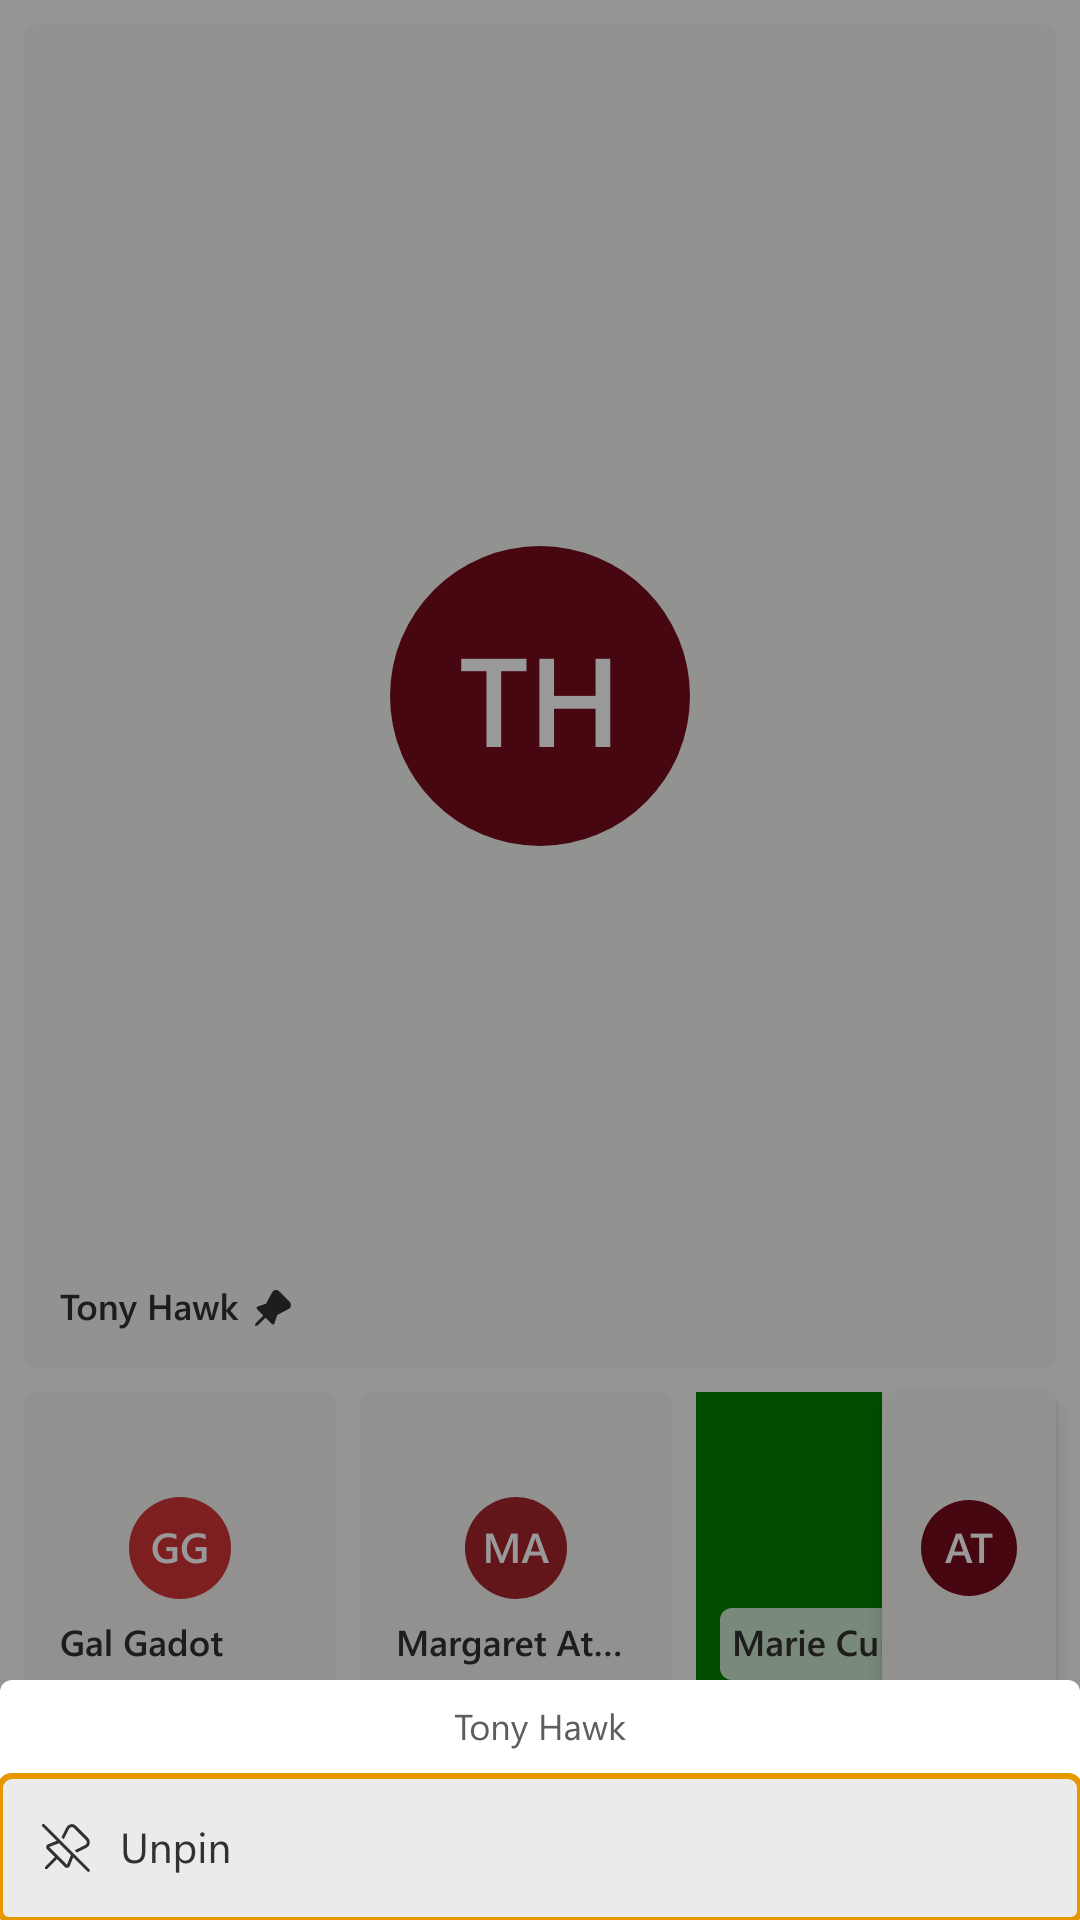 TH
Tony Hawk
GG
MA
AT
Gal Gadot
Margaret At...
Marie Cu
Tony Hawk
Unpin